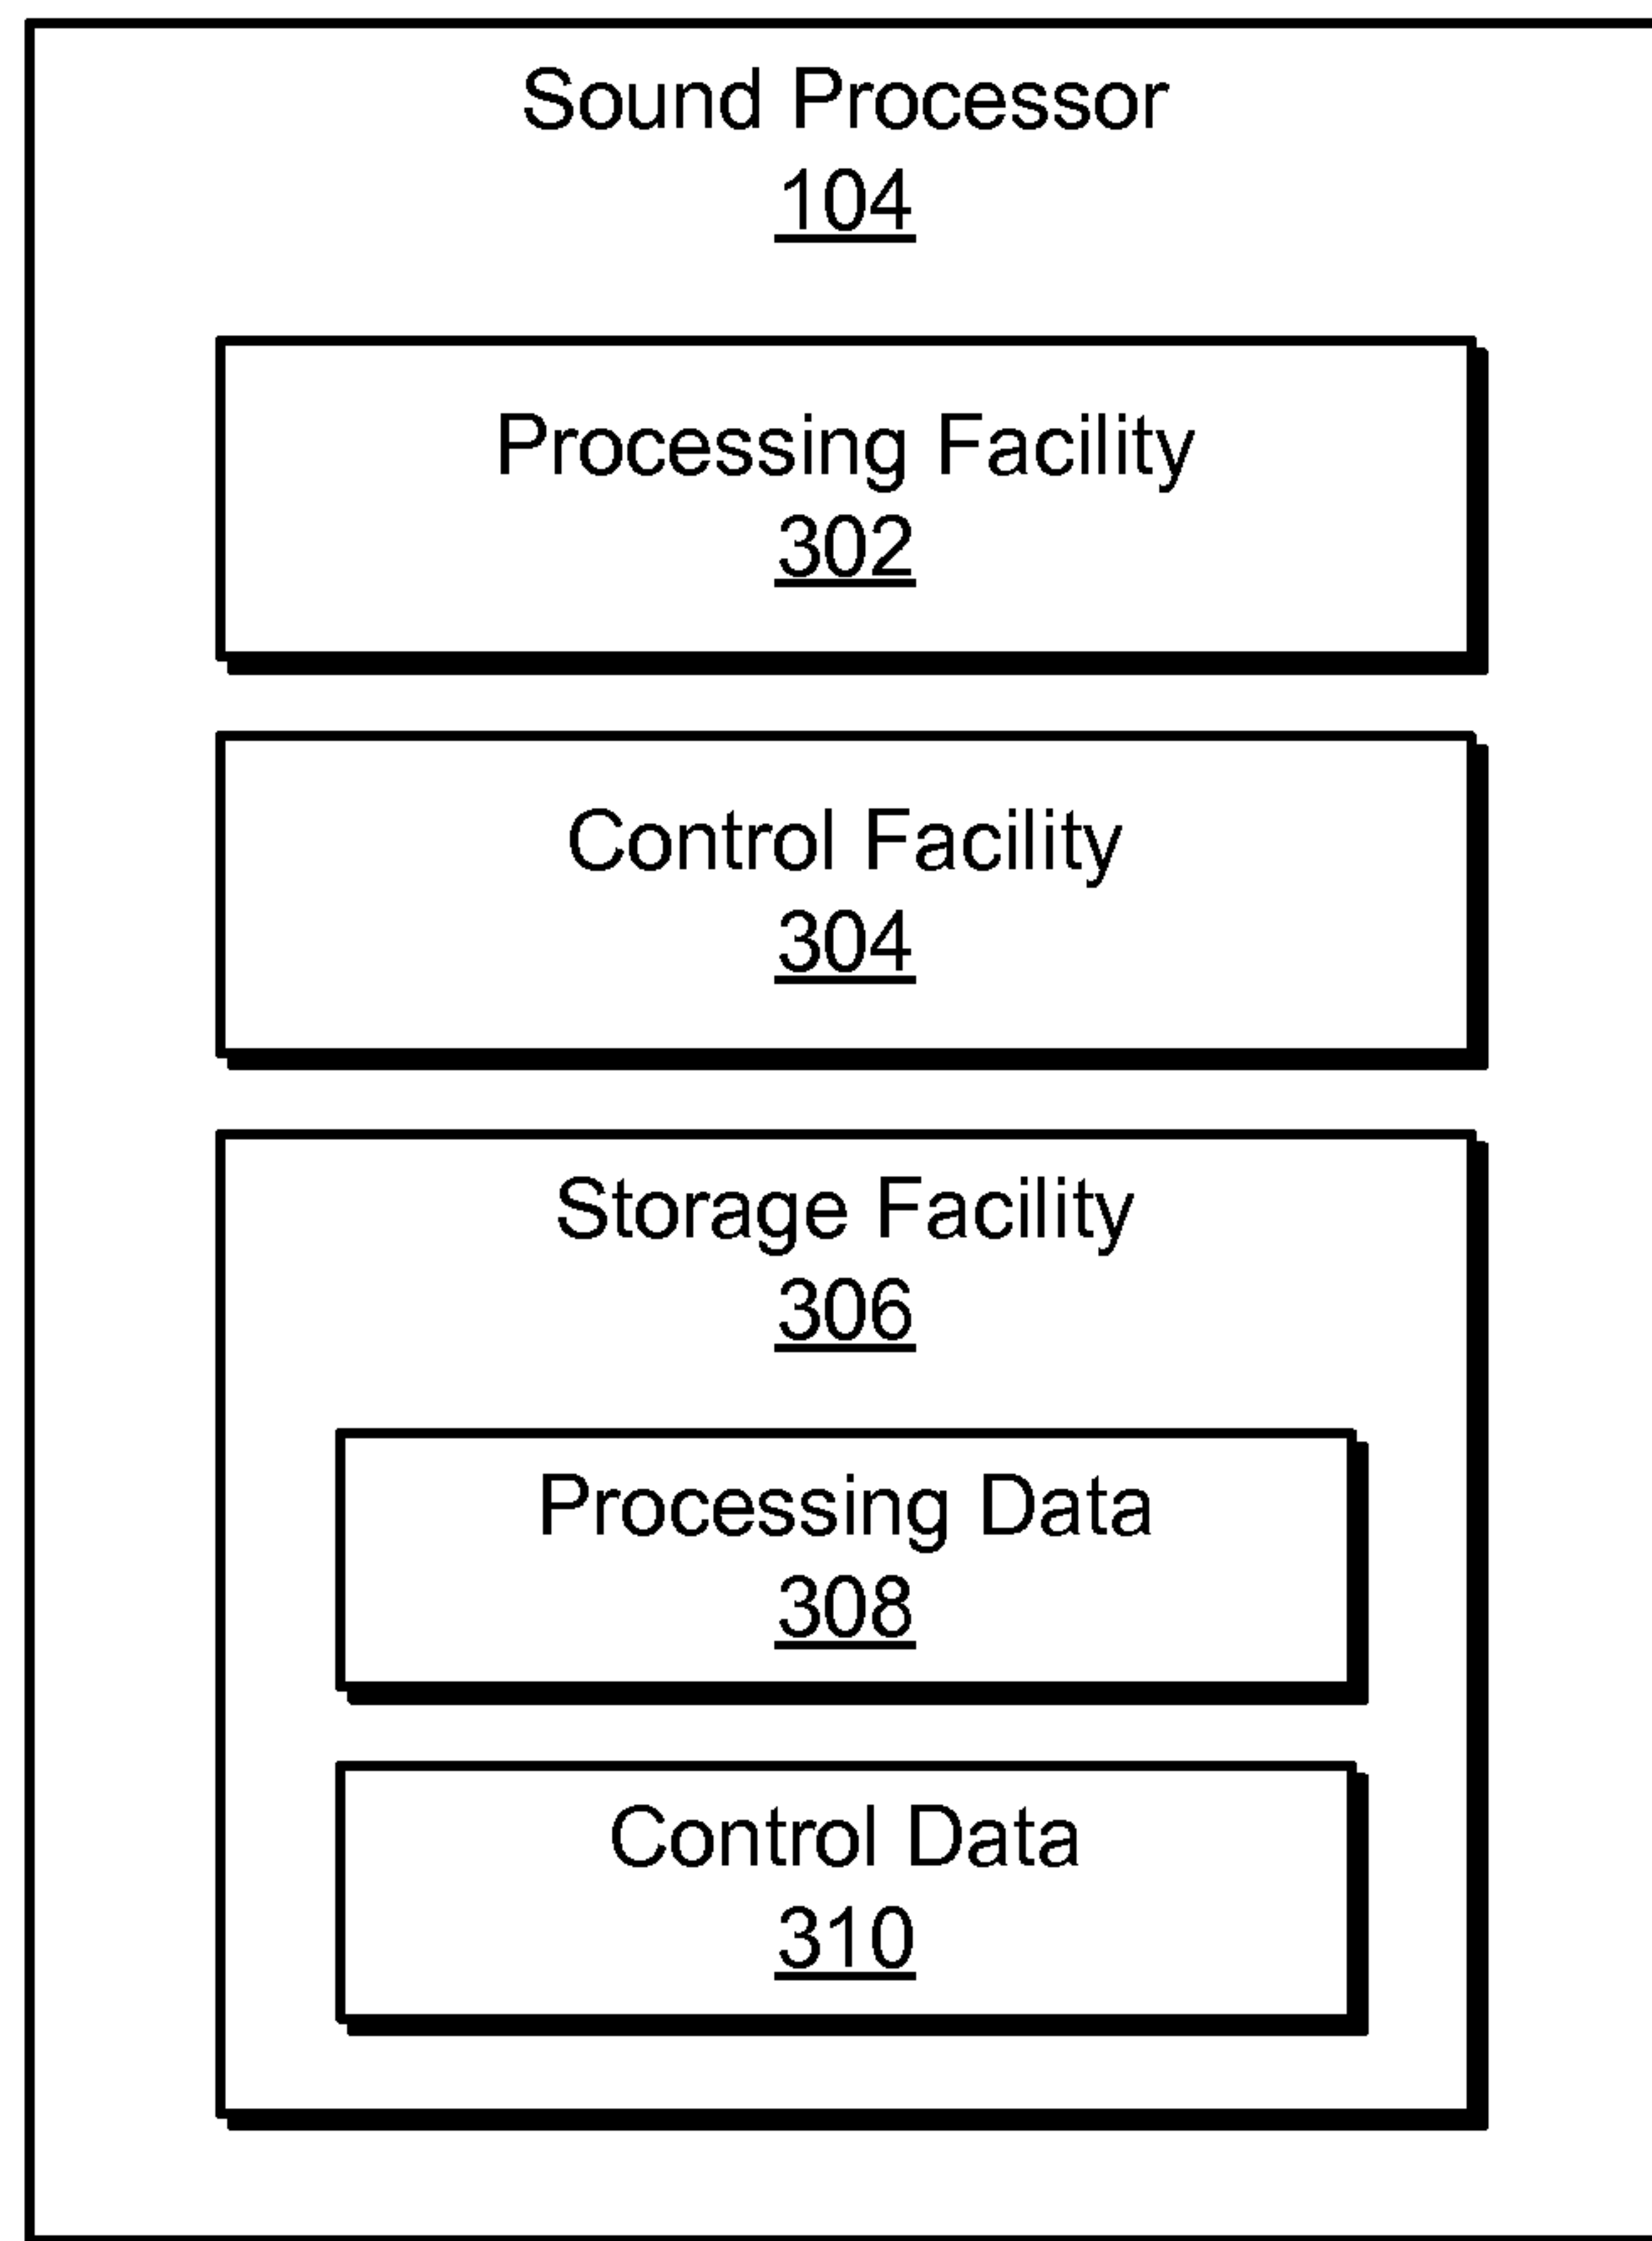 Sound Processor
104
Processing Facility
302
Control Facility
304
Storage Facility
306
Processing Data
308
Control Data
310